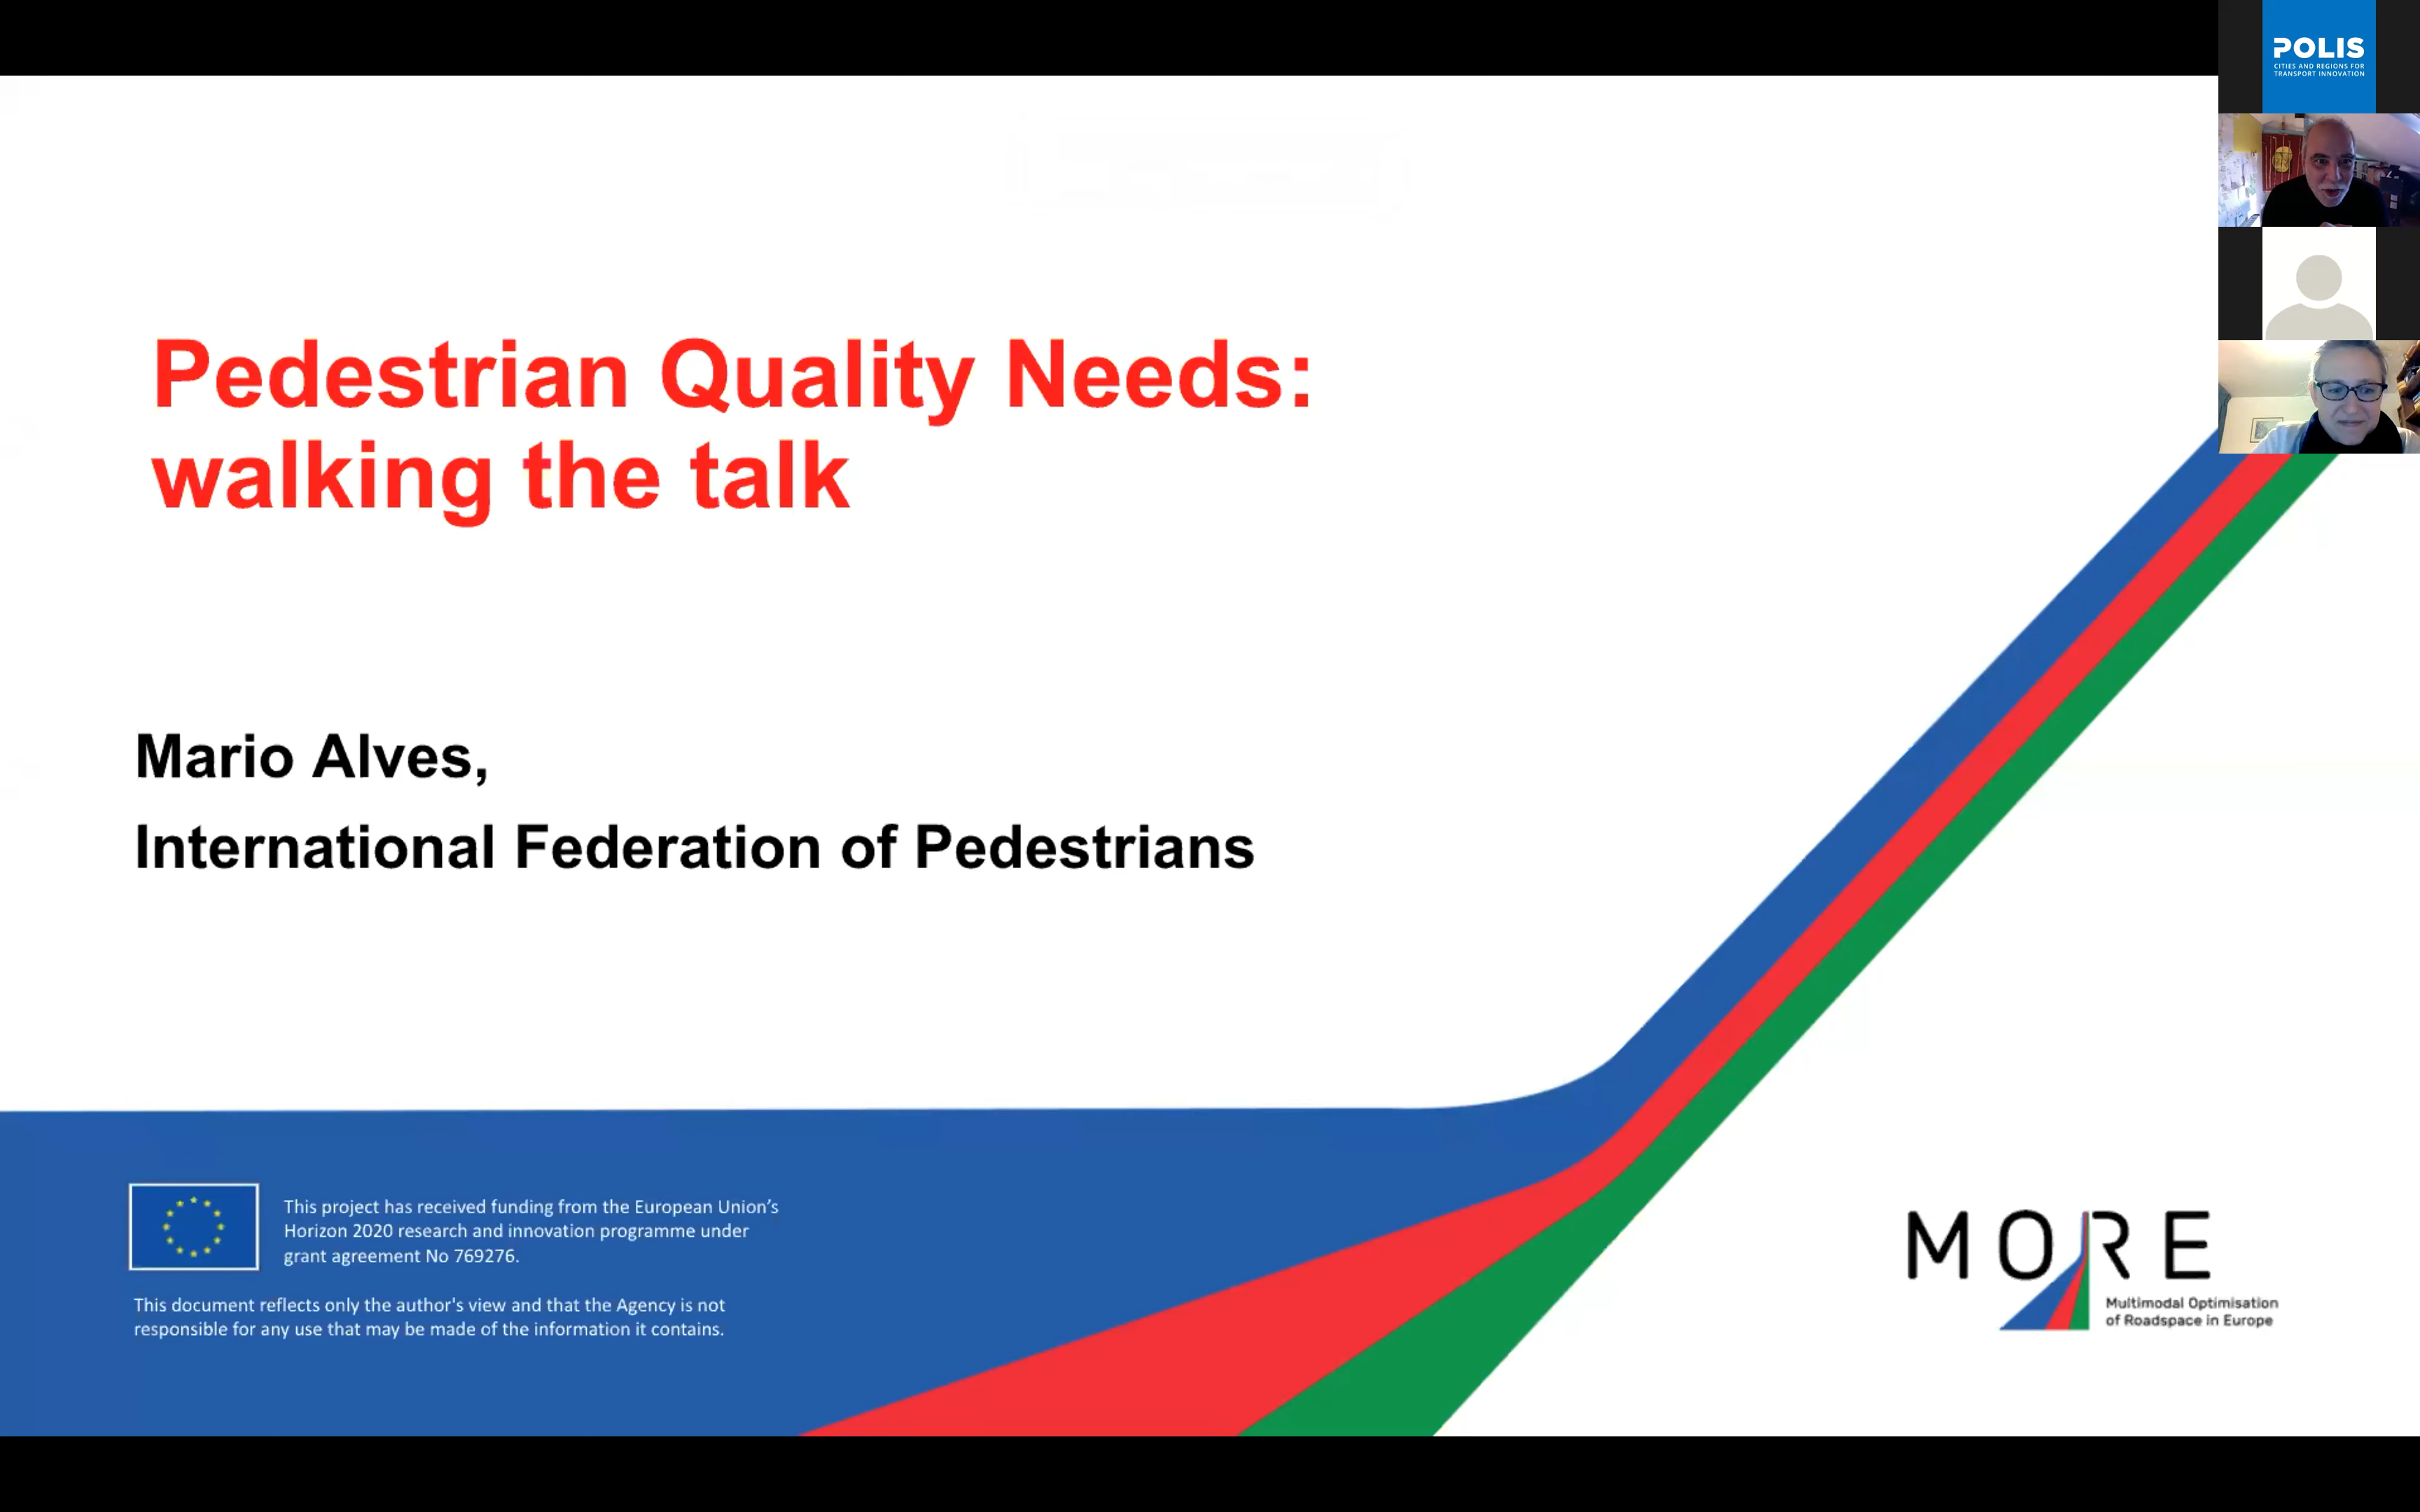 POLIS
CITIES AND REGIONS FOR
TRANSPORT INNOVATION
Pedestrian Quality Needs:
walking the talk
Mario Alves,
International Federation of Pedestrians
This project has received funding from the European Union’s
Horizon 2020 research and innovation programme under
grant agreement No 769276.
This document reflects only the author's view and that the Agency is not
responsible for any use that may be made of the information it contains.
MORE
Multimodal Optimisation
of Roadspace in Europe